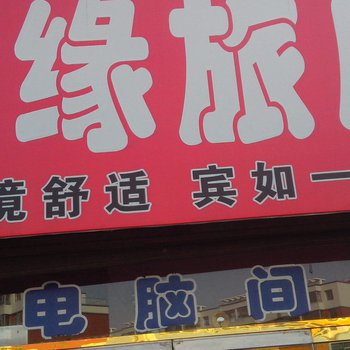 缘旅
境舒适 宾如一
电脑间